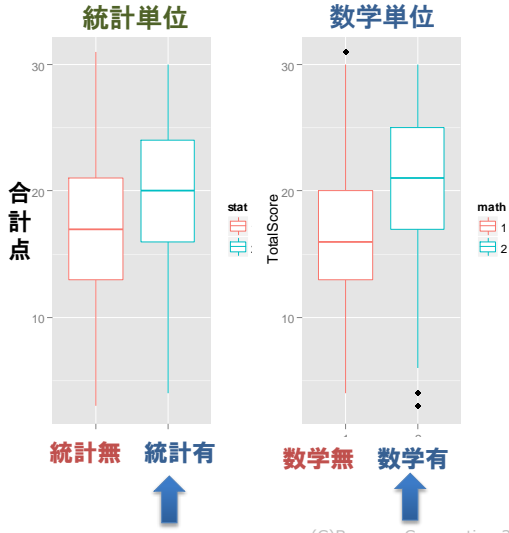 統計単位
数学単位
合計点
30
20
10
stat
統計無
統計有
TotalScore
30
20
10
math
1
2
数学無
数学有